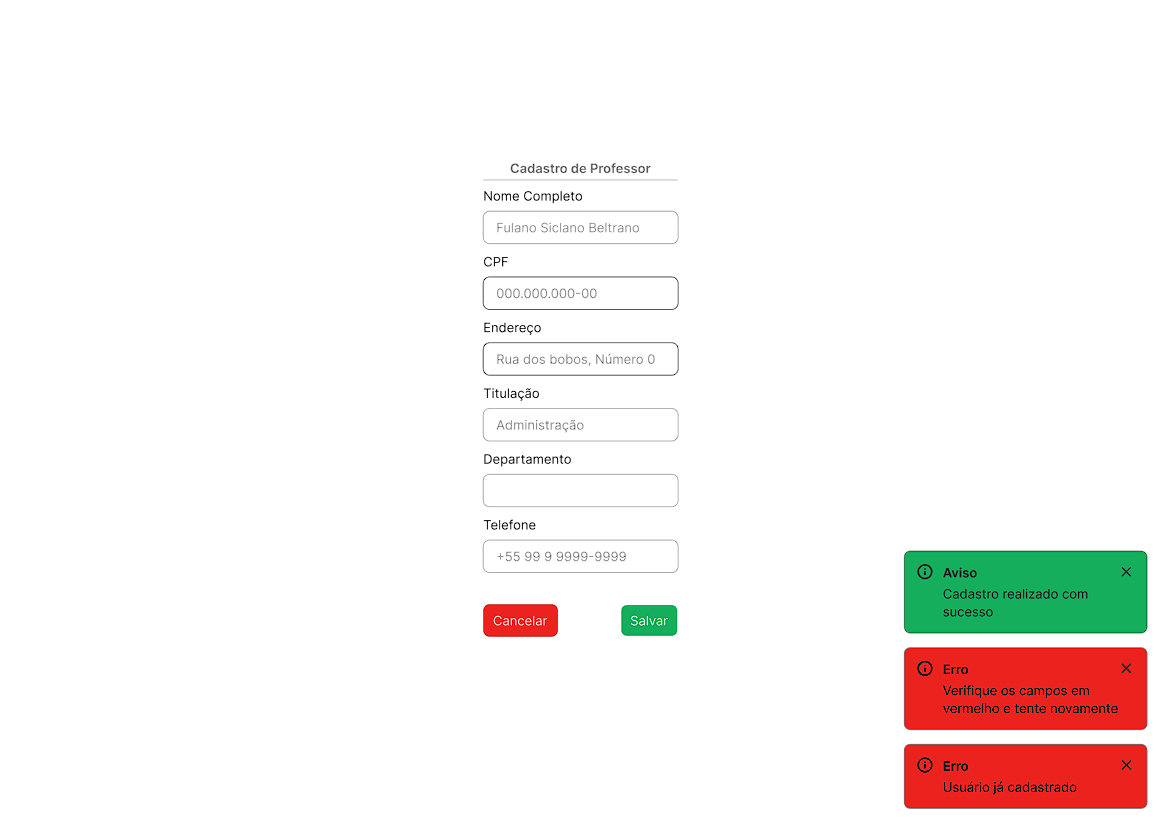 Cadastro de Professor
Nome Completo
Fulano Siclano Beltrano
CPF
000.000.000-00
Endereço
Rua dos bobos, Número 0
Titulação
Administração
Departamento
Telefone
+55 99 9 9999-9999
Cancelar
Salvar
Aviso
Cadastro realizado com
sucesso
Erro
Verifique os campos em
vermelho e tente novamente
Erro
Usuário já cadastrado